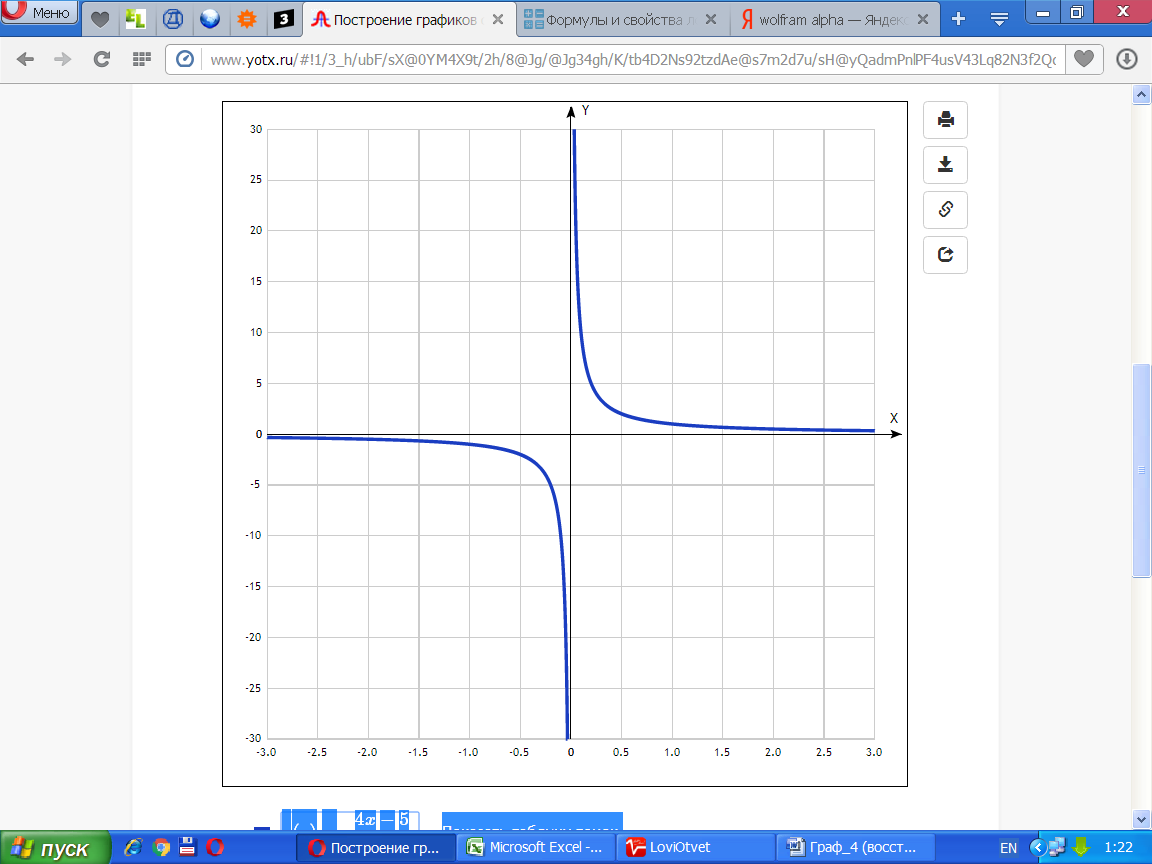 Меню
3
Построение графиков
Формулы и свойства л
wolfram alpha — Яндекс
www.yotx.ru/#!1/3_h/ubF/sX@0YM4X9t/2h/8@Jg/@Jg34gh/K/tb4D2Ns92tzdAe@s7m2d7u/sH@yQadmPnlPF4usV43Lq82N3f2Qc
Y
30
25
20
15
10
5
0
X
-5
-10
-15
-20
-25
-30
-3.0 -2.5 -2.0 -1.5 -1.0 -0.5 0 0.5 1.0 1.5 2.0 2.5 3.0
4x − 5
пуск
Построение гр...
Microsoft Excel -...
LoviOtvet
Граф_4 (восст...
EN
1:22